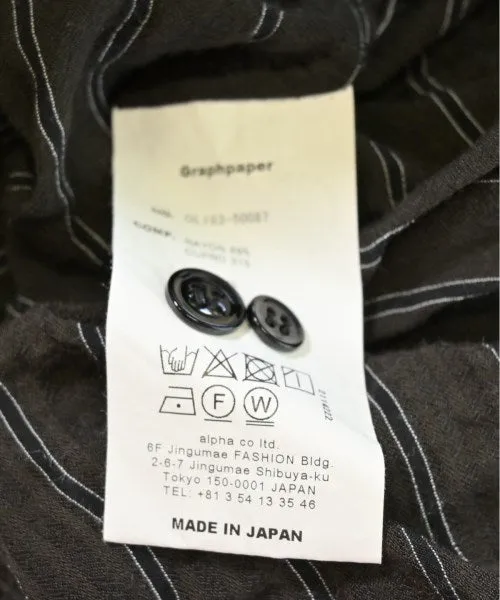 Graphpaper
COMP.
F W
alpha co ltd.
6F Jingumae FASHION Bldg.
2-6-7 Jingumae Shibuya-ku
Tokyo 150-0001 JAPAN
TEL: +81 3 54 13 35 46
MADE IN JAPAN